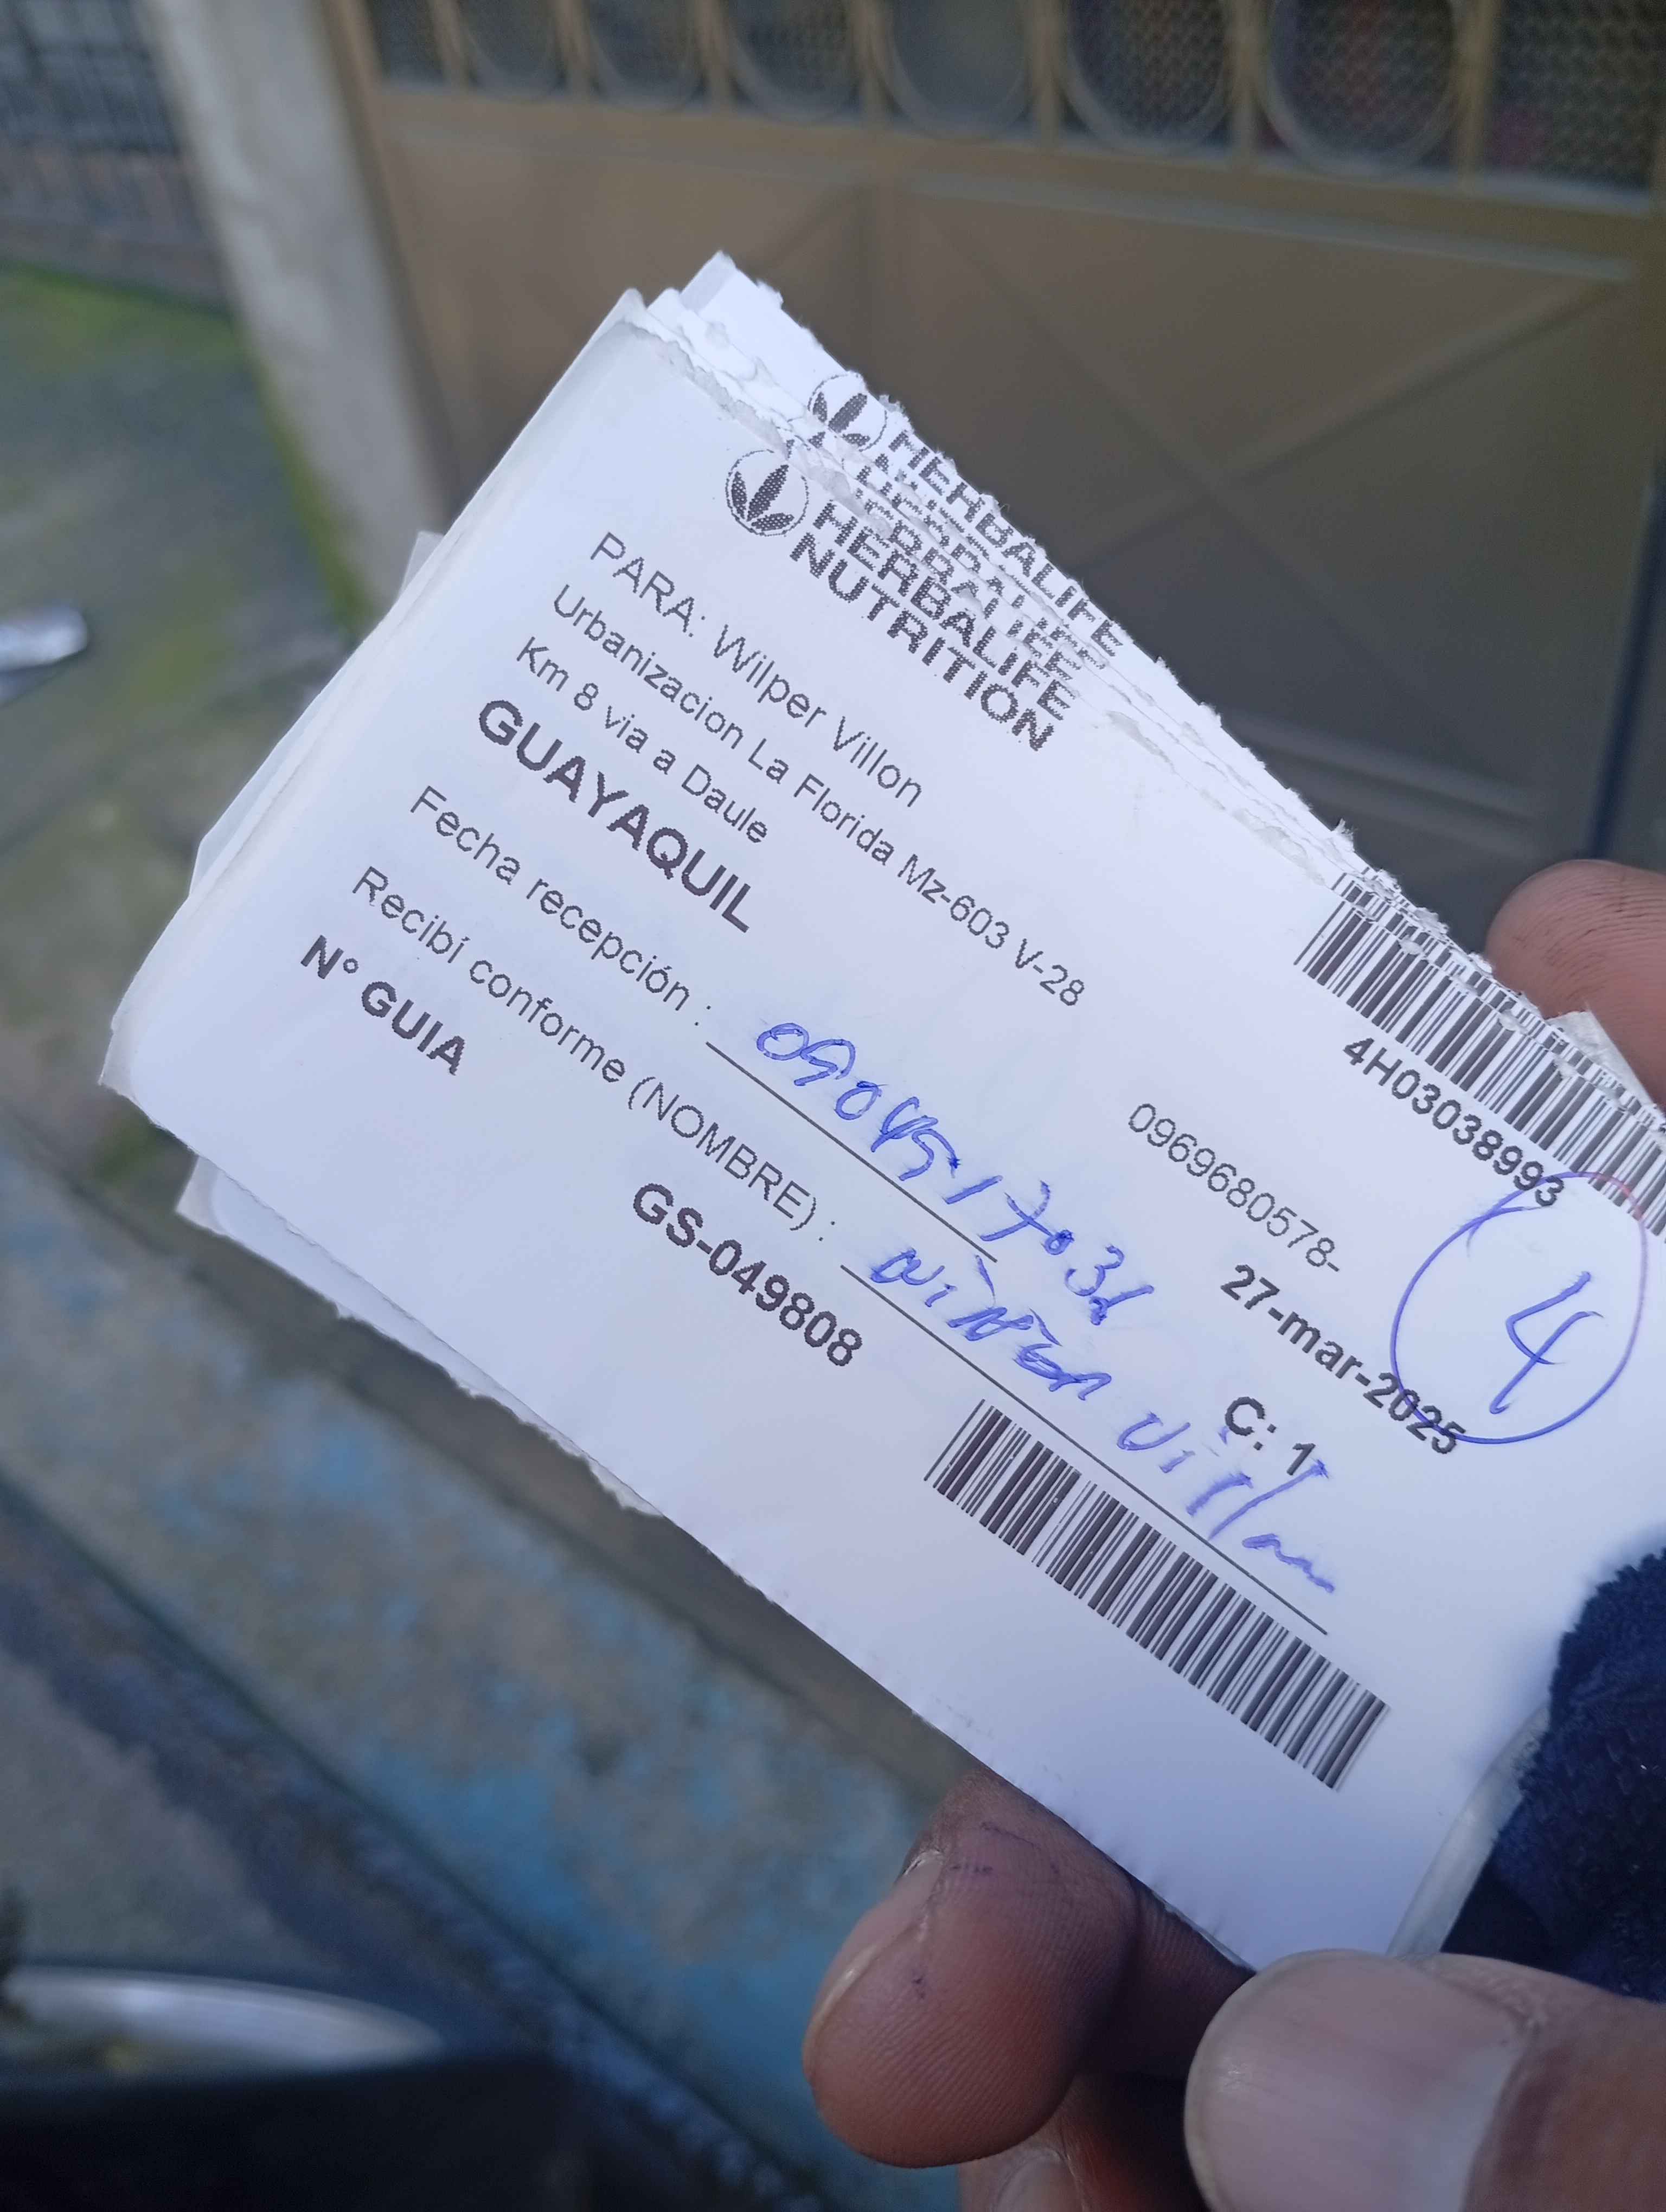 HERBALIFE
HERBALIFE
NUTRITION
4H03038993
PARA: Wilper Villon
Urbanizacion La Florida Mz-603 V-28
Km 8 via a Daule
0969680578-
GUAYAQUIL
27-mar-2025
4
Fecha recepción :
C: 1
Recibí conforme (NOMBRE) :
N° GUIA
GS-049808